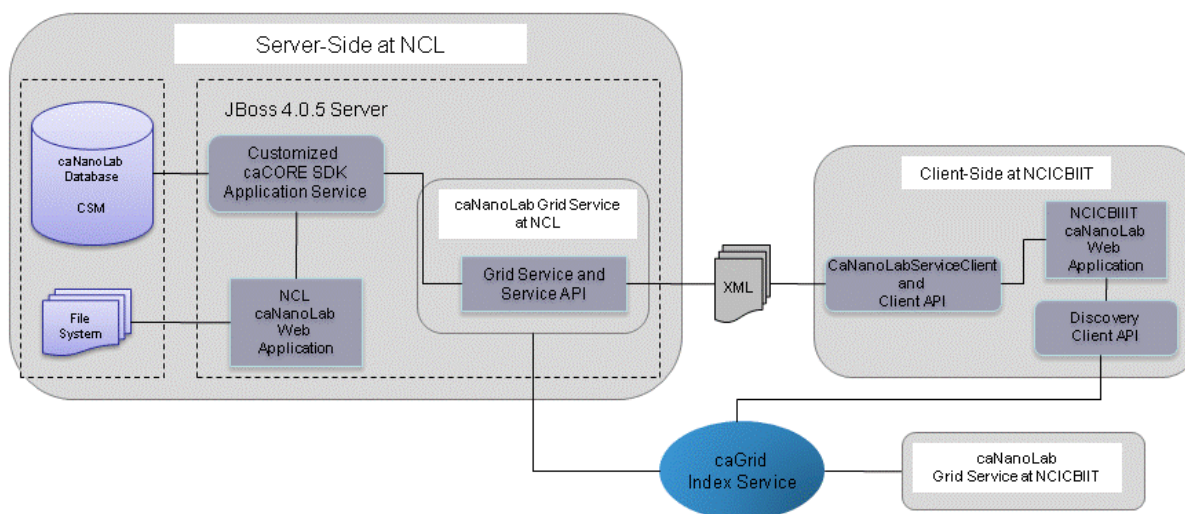 Server-Side at NCL
JBoss 4.0.5 Server
caNanoLab
Database
CSM
File
System
Customized
caCORE SDK
Application Service
NCL
caNanoLab
Web
Application
caNanoLab Grid Service
at NCL
Grid Service and
Service API
XML
Client-Side at NCICBIIT
CaNanoLabServiceClient
and
Client API
NCICBIIIT
caNanoLab
Web
Application
Discovery
Client API
caGrid
Index Service
caNanoLab
Grid Service at NCICBIIT